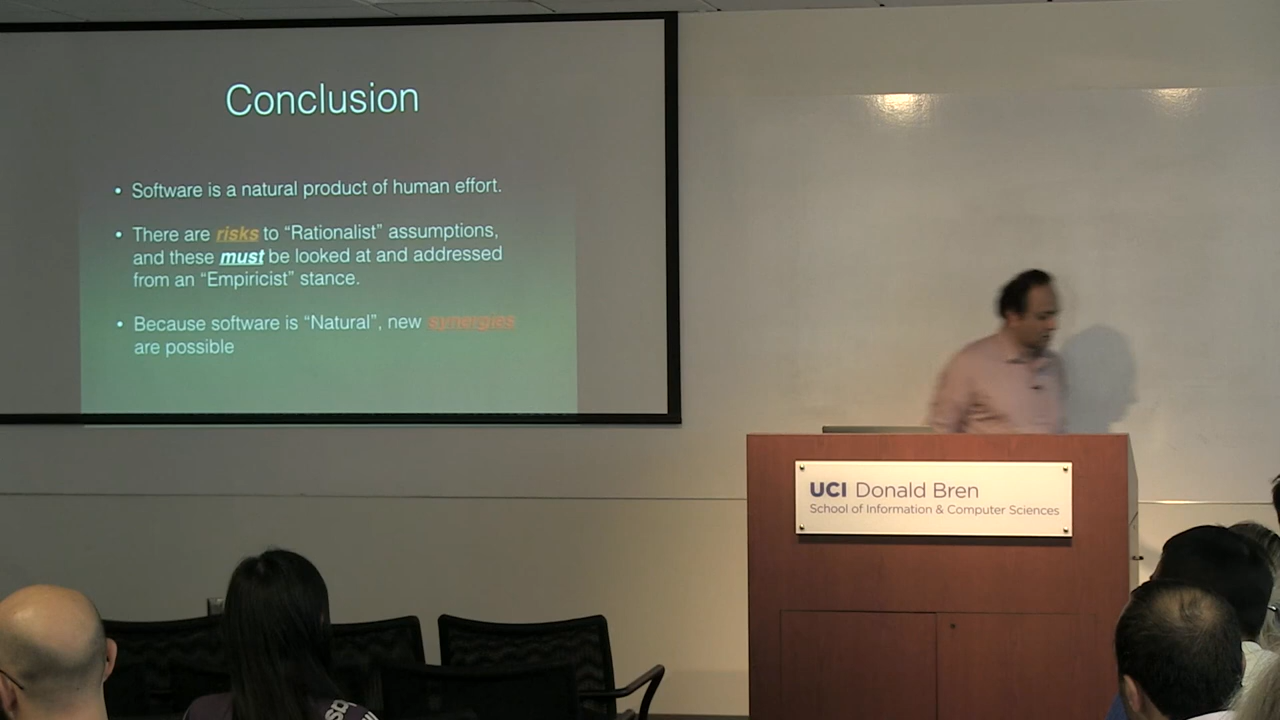 Conclusion
• Software is a natural product of human effort.
• There are risks to “Rationalist” assumptions,
and these must be looked at and addressed
from an “Empiricist” stance.
• Because software is “Natural”, new synergies
are possible
UCI Donald Bren
School of Information & Computer Sciences